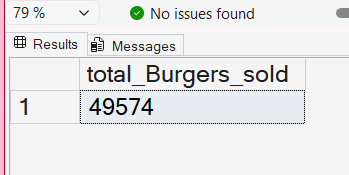 79 % No issues found
Results Messages
total_Burgers_sold
1 49574